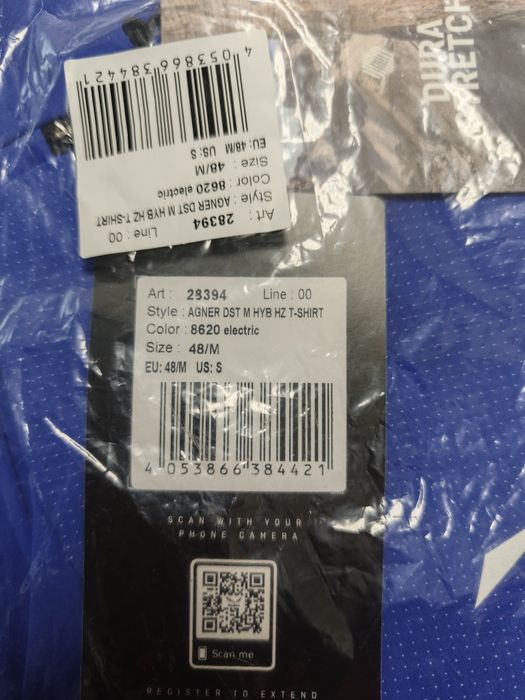 DURA
STRETCH
Art : 28394
Line : 00
Style : AGNER DST M HYB HZ T-SHIRT
Color : 8620 electric
Size : 48/M
EU: 48/M US: S
4 053866 384421
Art : 28394 Line : 00
Style : AGNER DST M HYB HZ T-SHIRT
Color : 8620 electric
Size : 48/M
EU: 48/M US: S
4 053866 384421
SCAN WITH YOUR
PHONE CAMERA
Scan me
REGISTER TO EXTEND